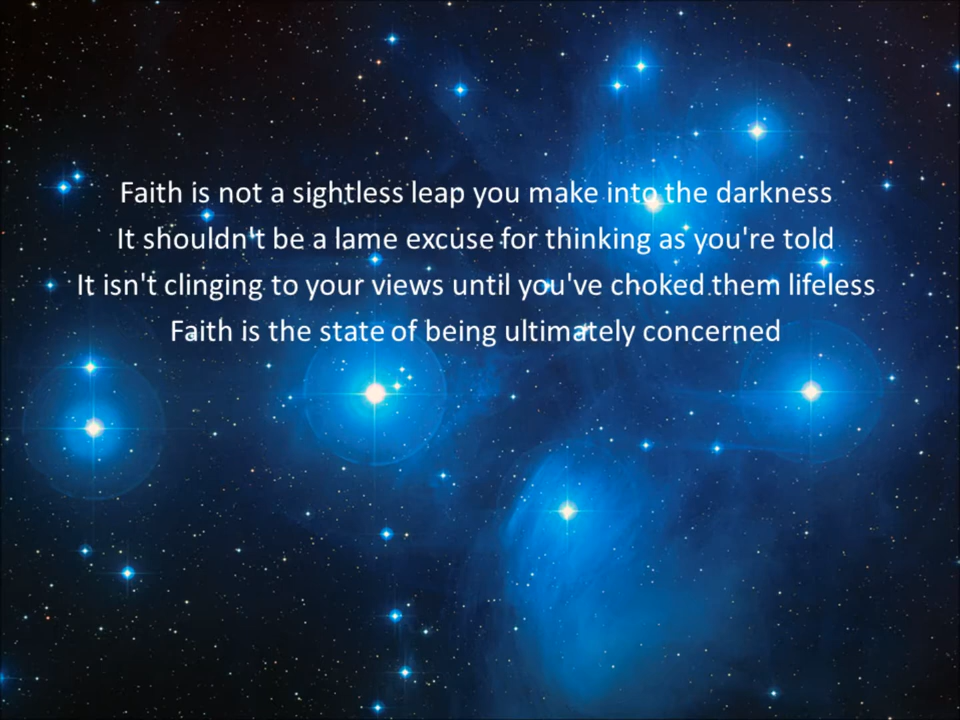 Faith is not a sightless leap you make into the darkness
It shouldn't be a lame excuse for thinking as you're told
It isn't clinging to your views until you've choked them lifeless
Faith is the state of being ultimately concerned